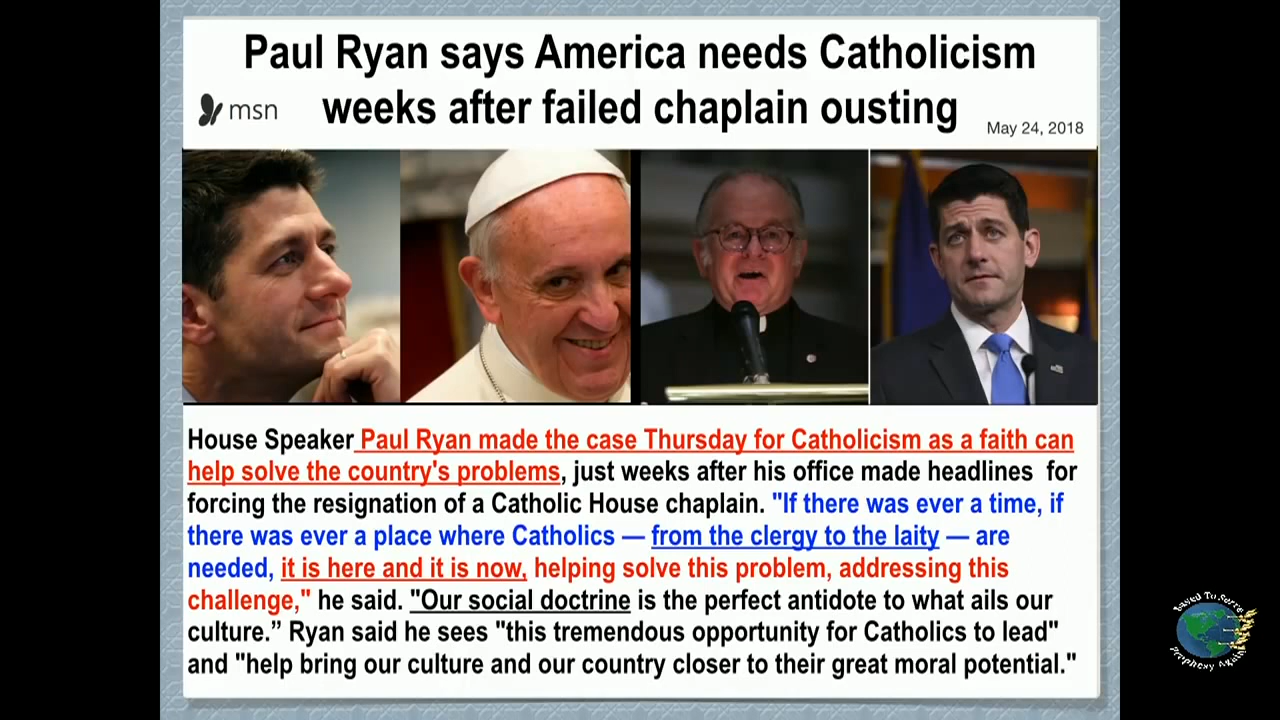 Paul Ryan says America needs Catholicism
msn weeks after failed chaplain ousting
May 24, 2018
House Speaker Paul Ryan made the case Thursday for Catholicism as a faith can
help solve the country's problems, just weeks after his office made headlines for
forcing the resignation of a Catholic House chaplain. "If there was ever a time, if
there was ever a place where Catholics — from the clergy to the laity — are
needed, it is here and it is now, helping solve this problem, addressing this
challenge," he said. "Our social doctrine is the perfect antidote to what ails our
culture.” Ryan said he sees "this tremendous opportunity for Catholics to lead"
and "help bring our culture and our country closer to their great moral potential."
Prophecy Again